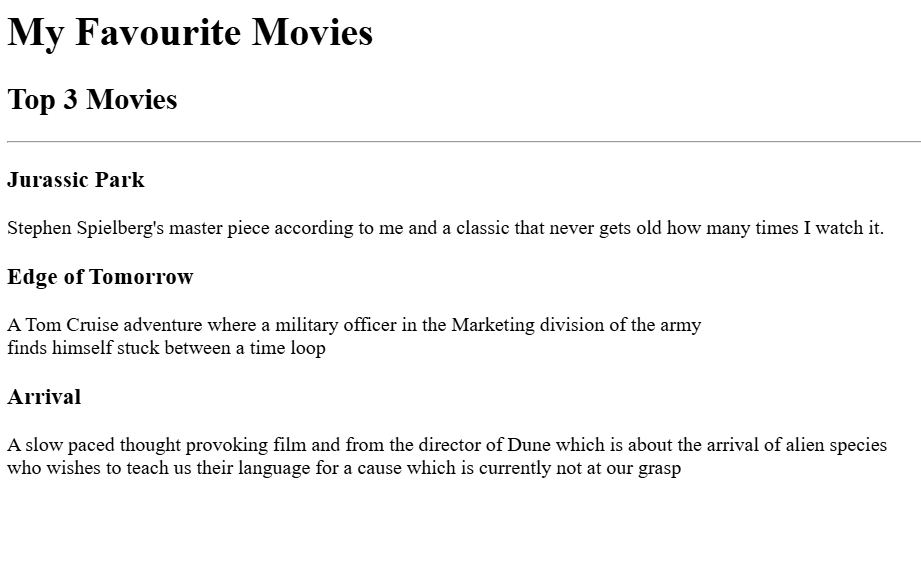 My Favourite Movies
Top 3 Movies
Jurassic Park
Stephen Spielberg's master piece according to me and a classic that never gets old how many times I watch it.
Edge of Tomorrow
A Tom Cruise adventure where a military officer in the Marketing division of the army
finds himself stuck between a time loop
Arrival
A slow paced thought provoking film and from the director of Dune which is about the arrival of alien species
who wishes to teach us their language for a cause which is currently not at our grasp